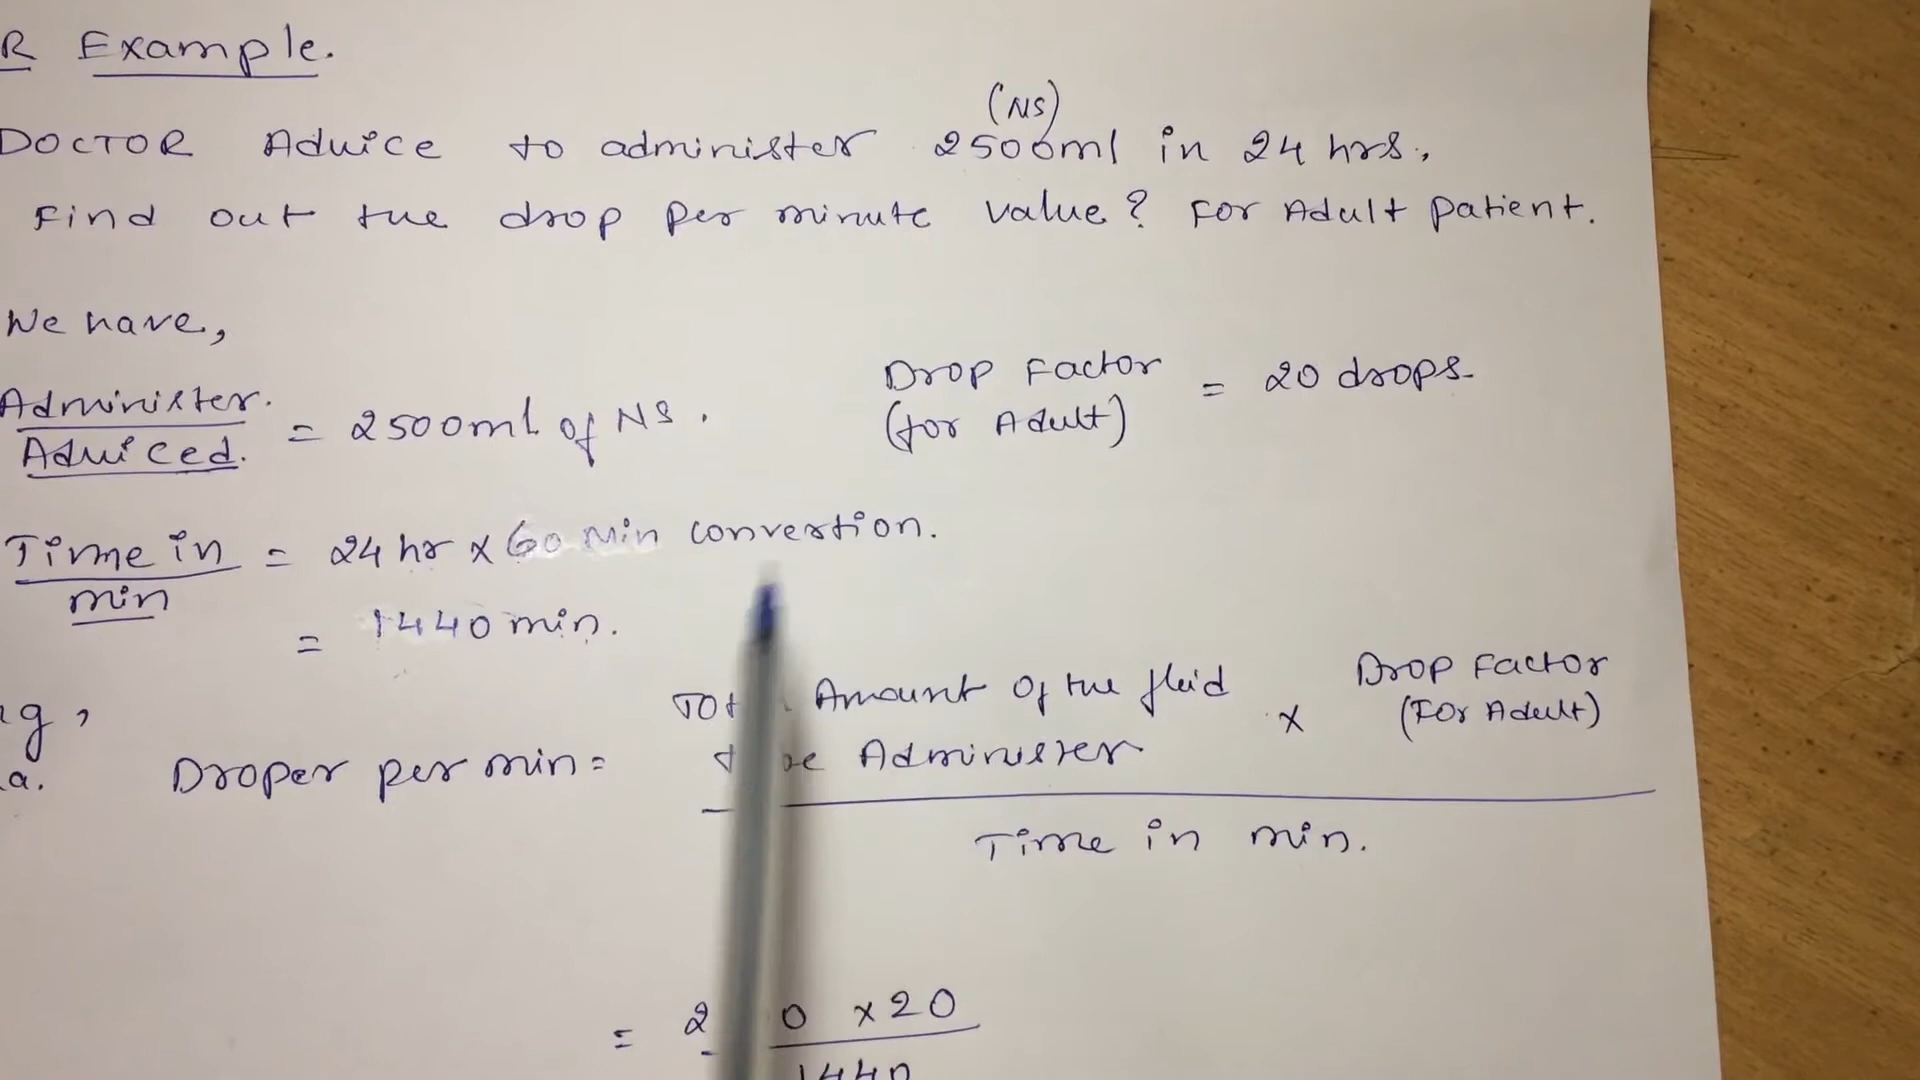 R Example.
(NS)
DOCTOR Advice to administer 2500ml in 24 hrs.
Find out the drop per minute value? For Adult patient.
We have,
Administer. Adviced. = 2500ml of NS.
Drop Factor (for Adult) = 20 drops.
Time in min = 24 hr x 60 min convertion.
= 1440 min.
Droper per min = Amount of the fluid
Administer
x Drop Factor (For Adult)
Time in min.
= 2 0 x 20
1440